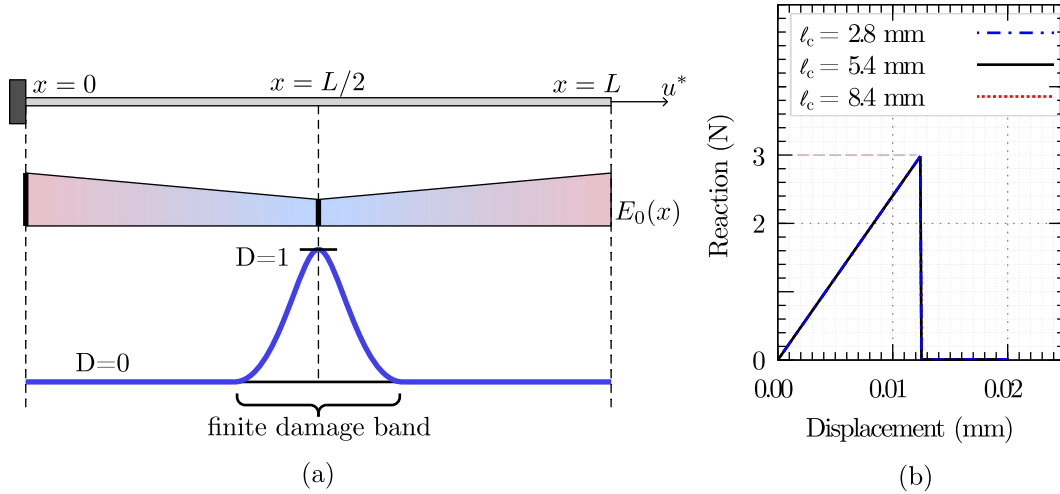 x = 0
x = L/2
x = L
u*
E₀(x)
D=1
D=0
finite damage band
(a)
ℓc = 2.8 mm
ℓc = 5.4 mm
ℓc = 8.4 mm
Reaction (N)
3
2
0
0.00
0.01
0.02
Displacement (mm)
(b)